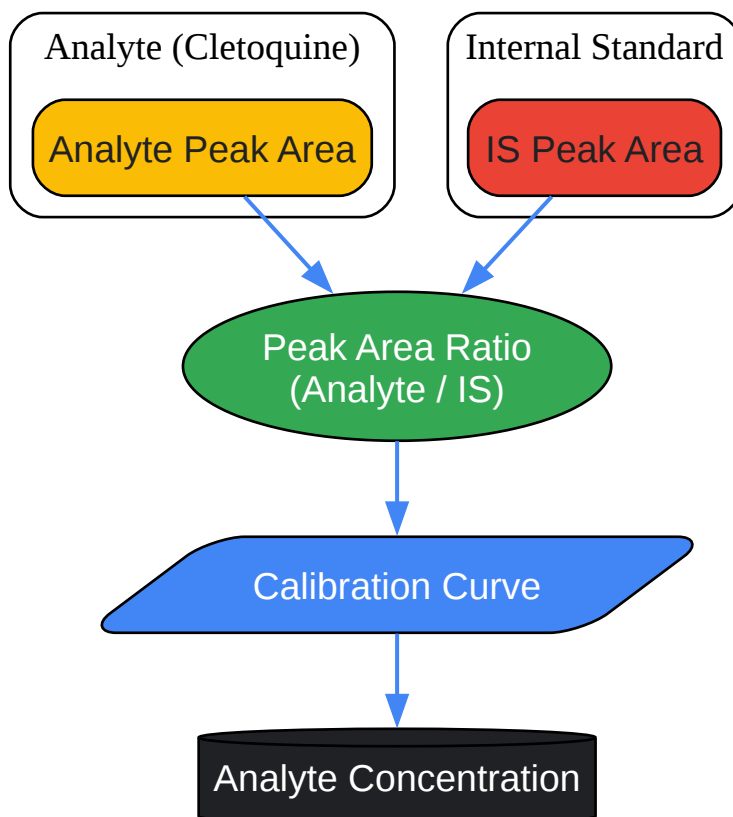 Analyte (Cletoquine)
Internal Standard
Analyte Peak Area
IS Peak Area
Peak Area Ratio
(Analyte / IS)
Calibration Curve
Analyte Concentration